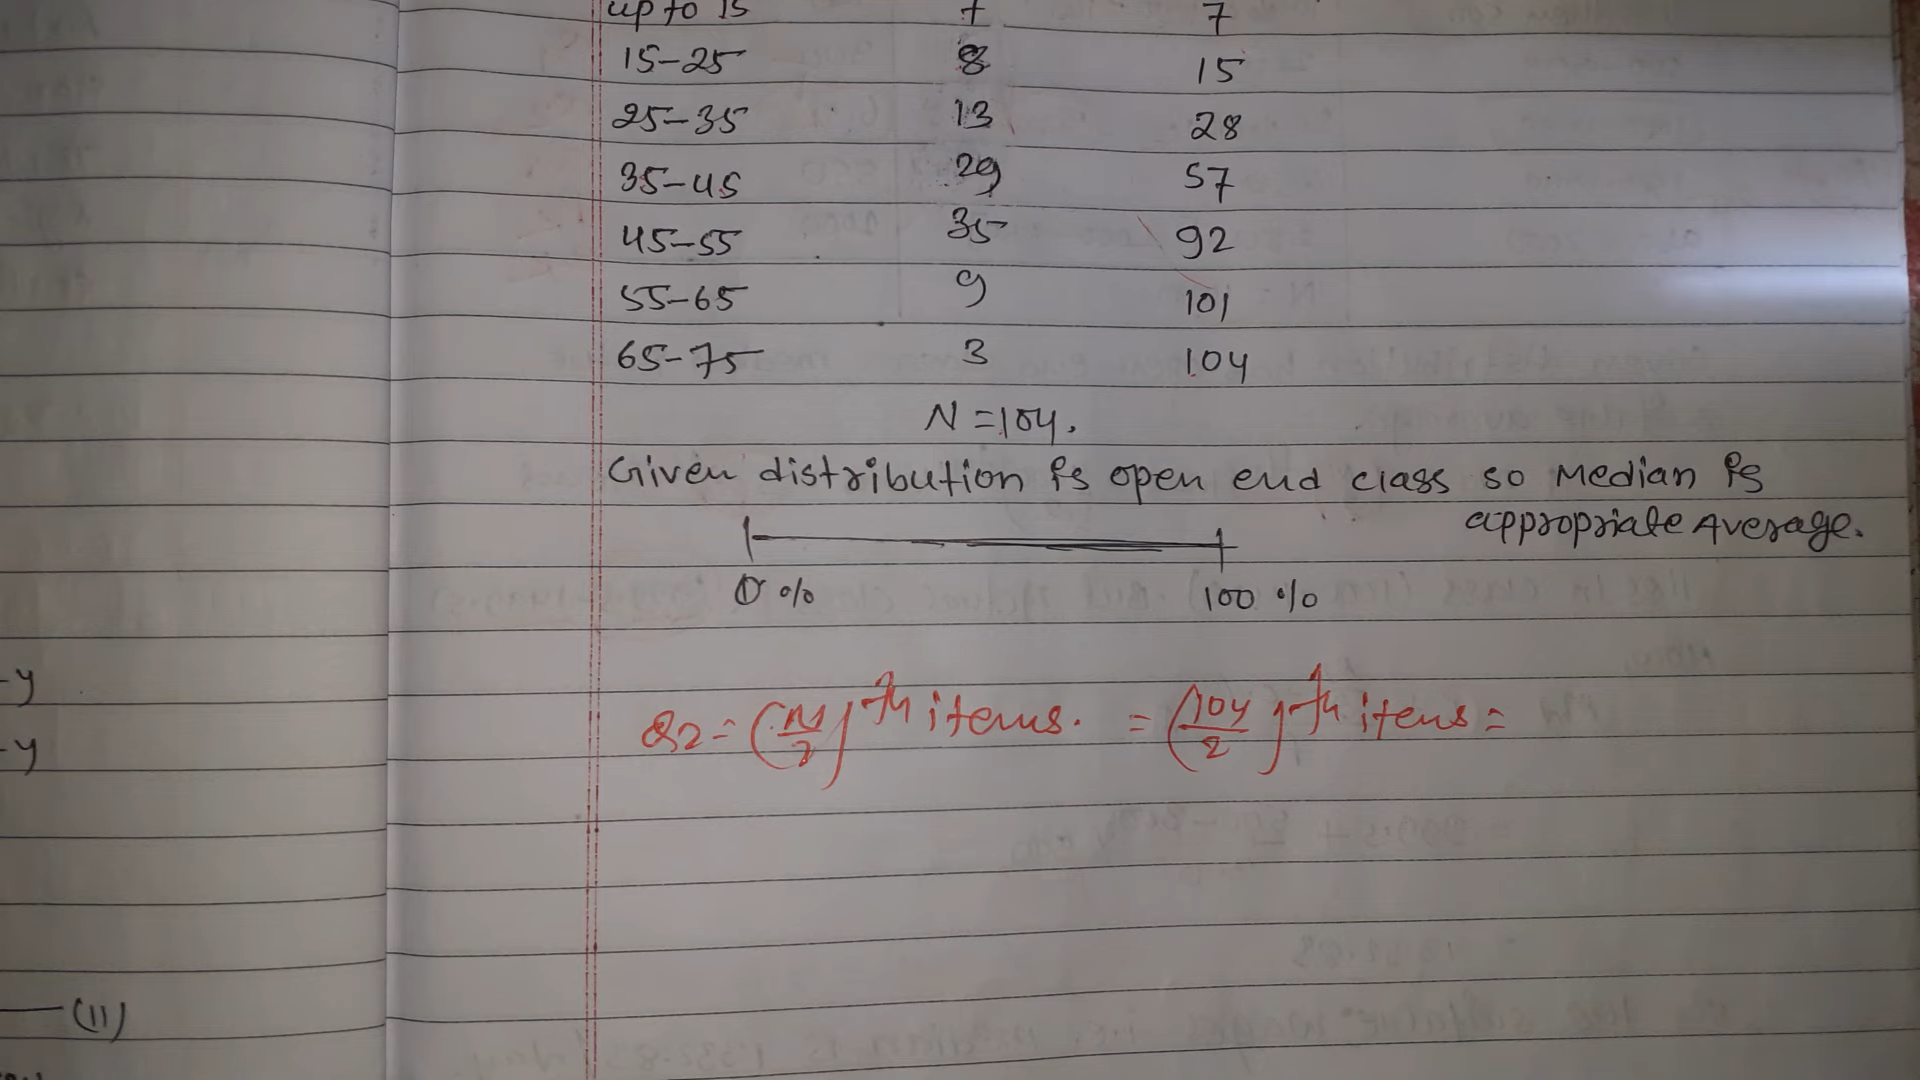 up to 15 7 7
15-25 8 15
25-35 13 28
35-45 29 57
45-55 35 92
55-65 9 101
65-75 3 104
N = 104.
Given distribution is open end class so Median is
appropriate Average.
0 % 100 %
Q2 = (N/2)th items. = (104/2)th items =
-y
-y
(11)